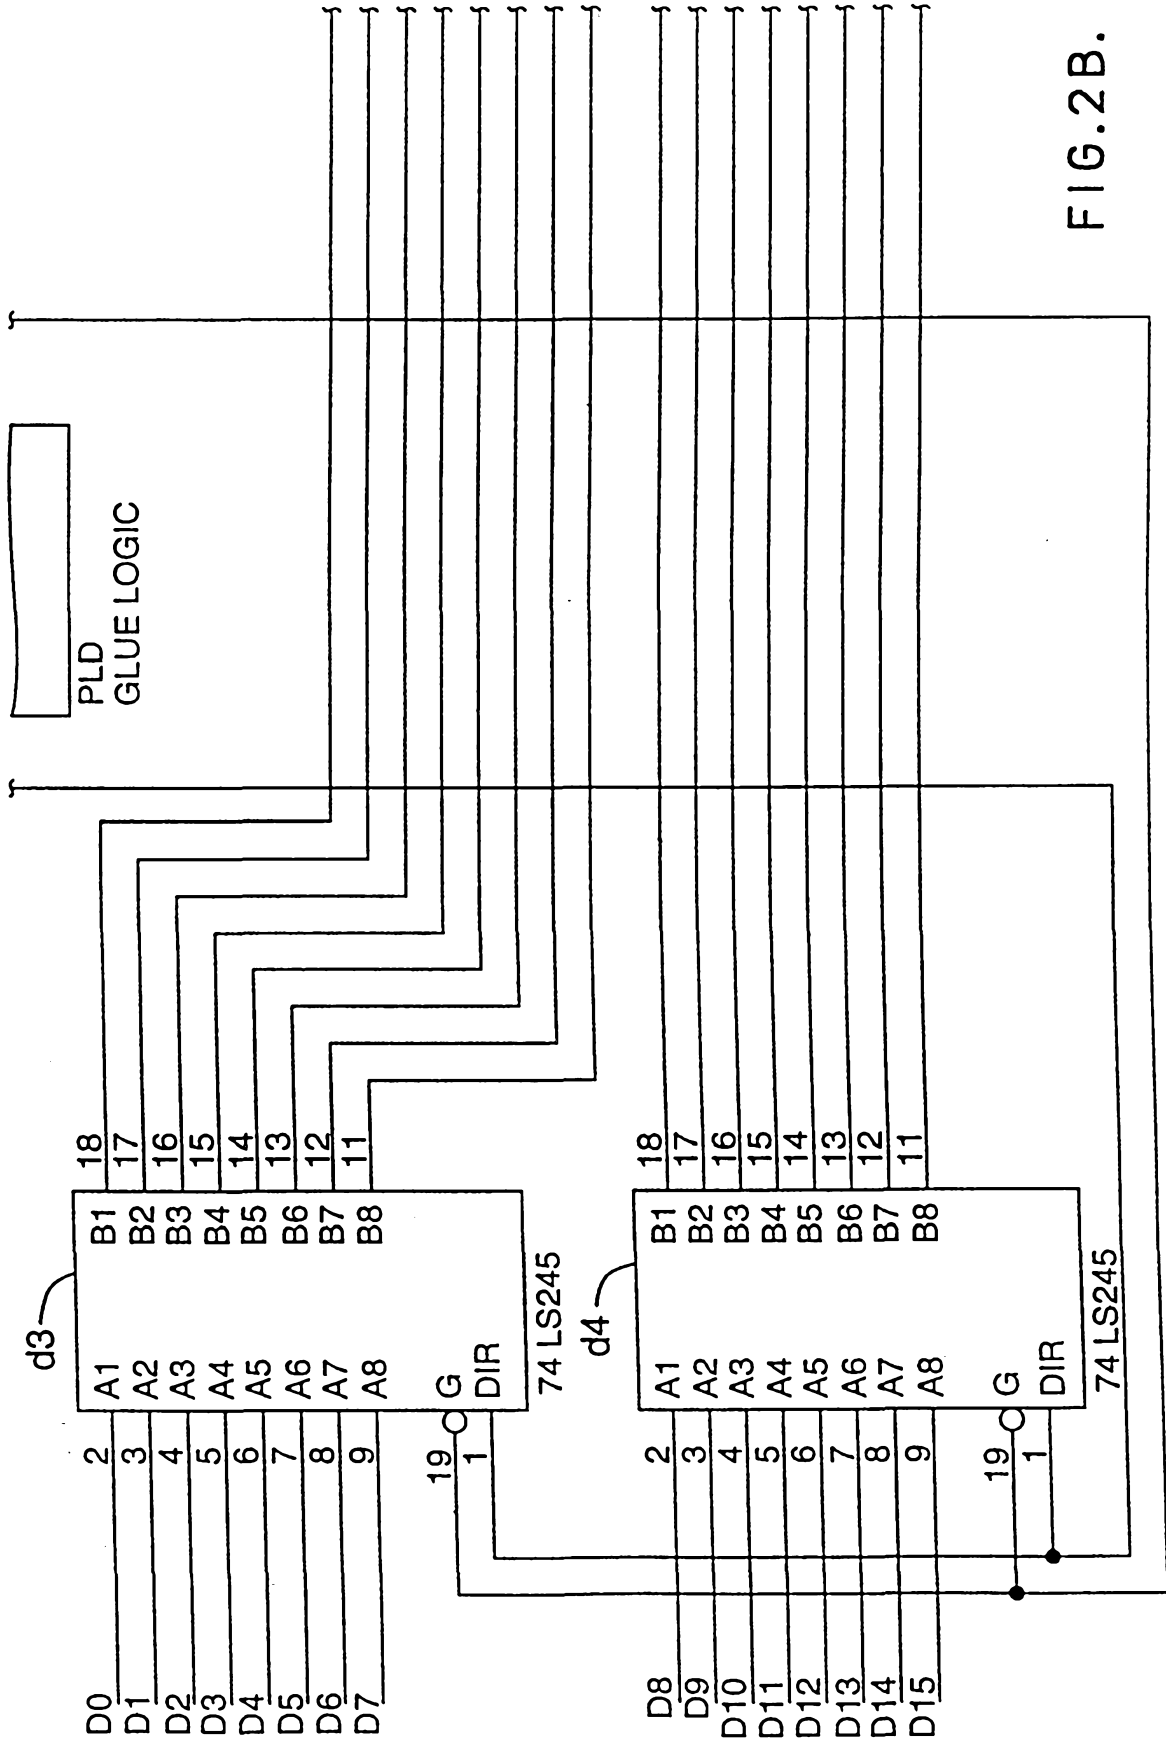 PLD
GLUE LOGIC
d3
D0 2 A1 B1 18
D1 3 A2 B2 17
D2 4 A3 B3 16
D3 5 A4 B4 15
D4 6 A5 B5 14
D5 7 A6 B6 13
D6 8 A7 B7 12
D7 9 A8 B8 11
19 G
1 DIR
74 LS245
d4
D8 2 A1 B1 18
D9 3 A2 B2 17
D10 4 A3 B3 16
D11 5 A4 B4 15
D12 6 A5 B5 14
D13 7 A6 B6 13
D14 8 A7 B7 12
D15 9 A8 B8 11
19 G
1 DIR
74 LS245
FIG.2B.